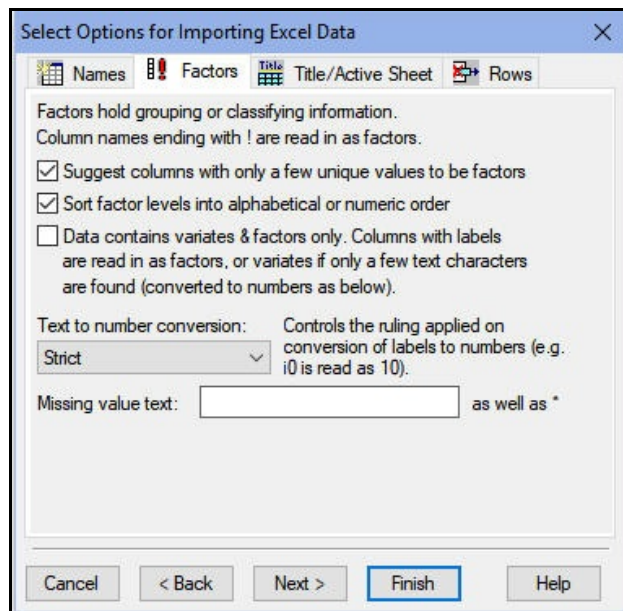 Select Options for Importing Excel Data
Names
Factors
Title
Title/Active Sheet
Rows
Factors hold grouping or classifying information.
Column names ending with ! are read in as factors.
Suggest columns with only a few unique values to be factors
Sort factor levels into alphabetical or numeric order
Data contains variates & factors only. Columns with labels
are read in as factors, or variates if only a few text characters
are found (converted to numbers as below).
Text to number conversion:
Strict
Controls the ruling applied on
conversion of labels to numbers (e.g.
i0 is read as 10).
Missing value text:
as well as *
Cancel
< Back
Next >
Finish
Help